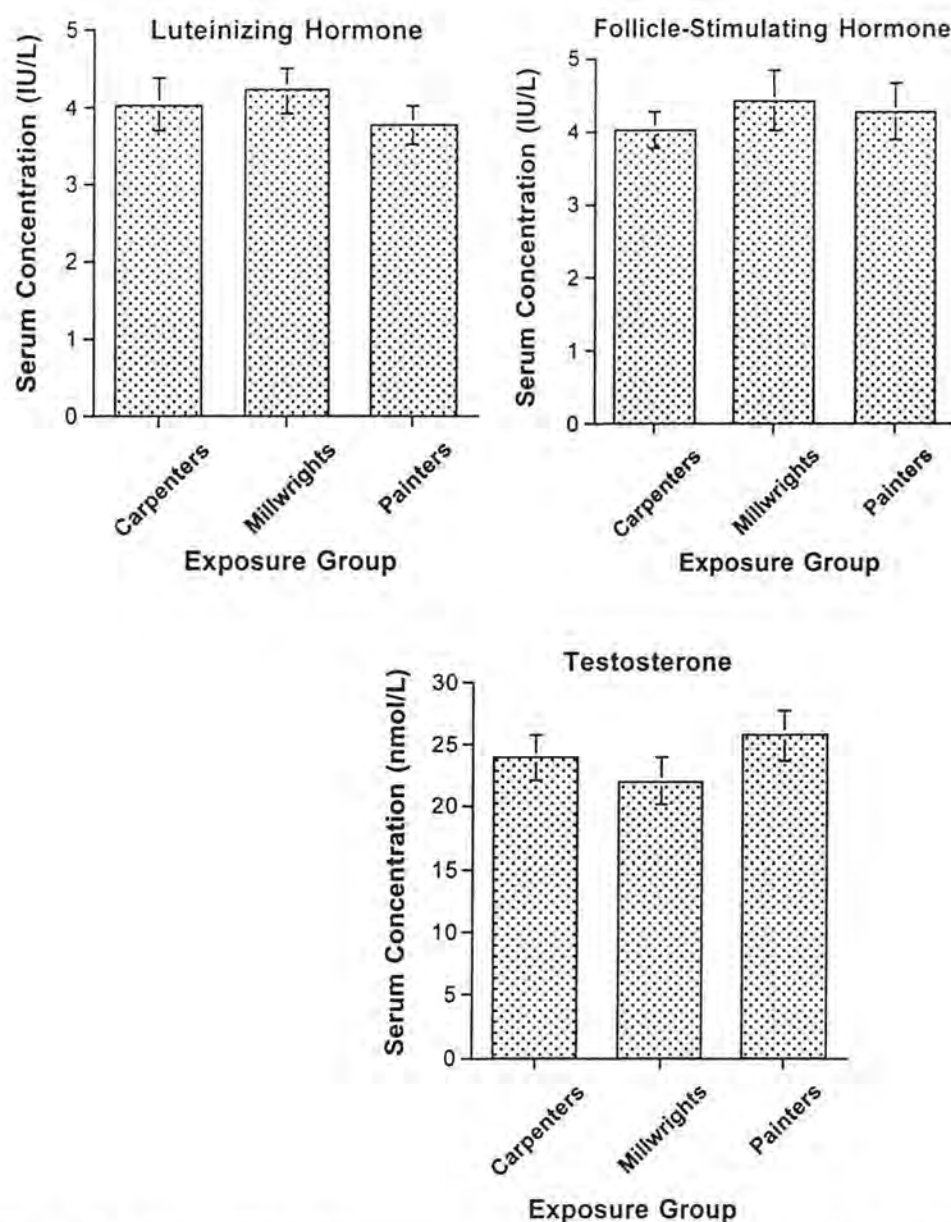 Luteinizing Hormone
Serum Concentration (IU/L)
5
4
3
2
1
0
Carpenters
Millwrights
Painters
Exposure Group
Follicle-Stimulating Hormone
Serum Concentration (IU/L)
5
4
3
2
1
0
Carpenters
Millwrights
Painters
Exposure Group
Testosterone
Serum Concentration (nmol/L)
30
25
20
15
10
5
0
Carpenters
Millwrights
Painters
Exposure Group